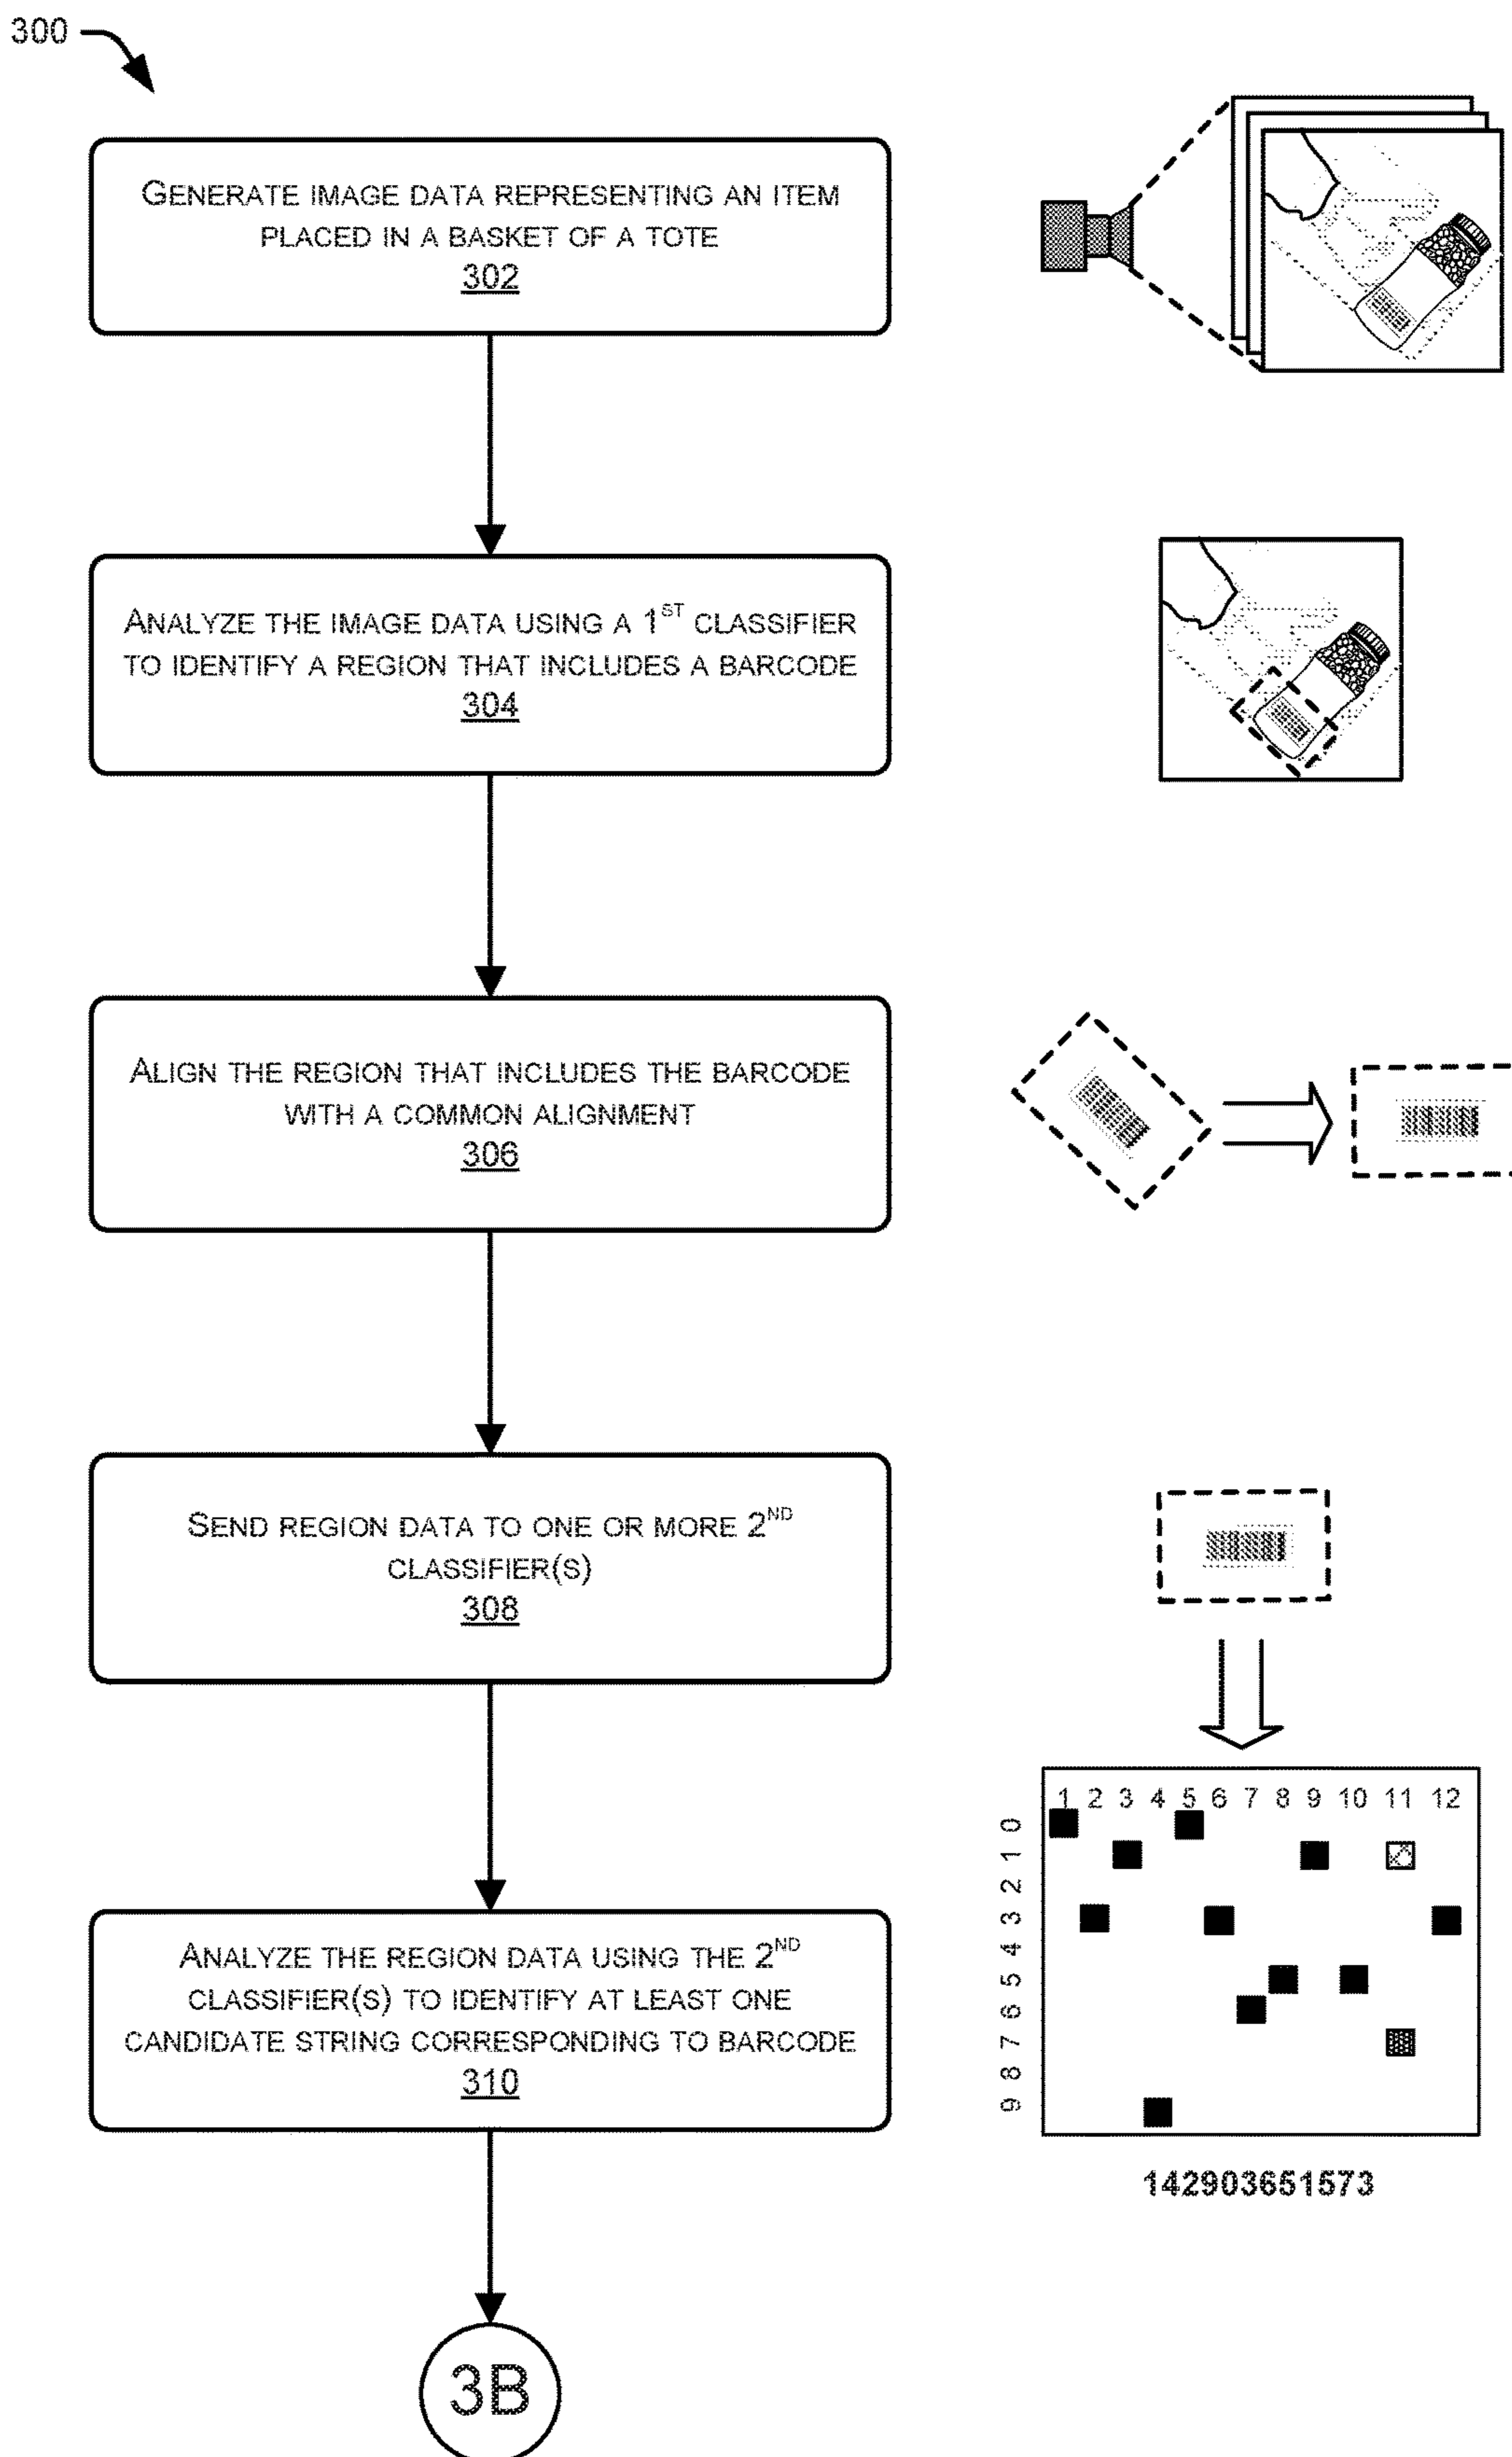 300
GENERATE IMAGE DATA REPRESENTING AN ITEM
PLACED IN A BASKET OF A TOTE
302
ANALYZE THE IMAGE DATA USING A 1ST CLASSIFIER
TO IDENTIFY A REGION THAT INCLUDES A BARCODE
304
ALIGN THE REGION THAT INCLUDES THE BARCODE
WITH A COMMON ALIGNMENT
306
SEND REGION DATA TO ONE OR MORE 2ND
CLASSIFIER(S)
308
1 2 3 4 5 6 7 8 9 10 11 12
0
1
2
3
4
5
6
7
8
9
142903651573
ANALYZE THE REGION DATA USING THE 2ND
CLASSIFIER(S) TO IDENTIFY AT LEAST ONE
CANDIDATE STRING CORRESPONDING TO BARCODE
310
3B